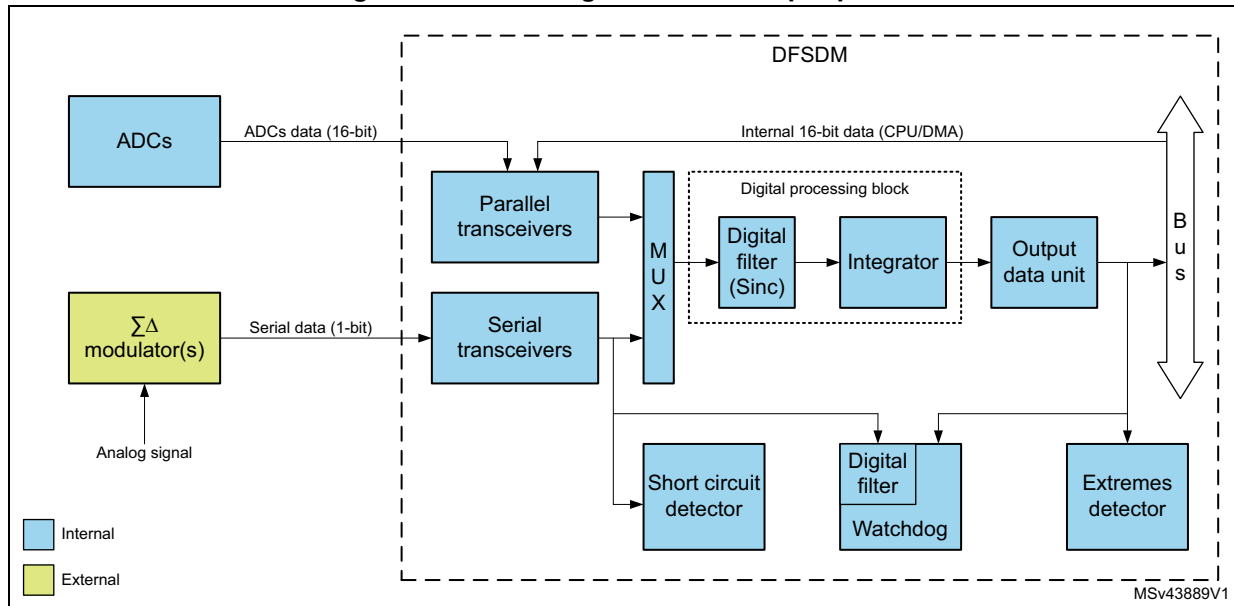 DFSDM
ADCs
ADCs data (16-bit)
Internal 16-bit data (CPU/DMA)
Parallel
transceivers
Digital processing block
M
U
X
Digital
filter
(Sinc)
Integrator
Output
data unit
B
u
s
∑∆
modulator(s)
Serial data (1-bit)
Serial
transceivers
Analog signal
Short circuit
detector
Digital
filter
Watchdog
Extremes
detector
Internal
External
MSv43889V1